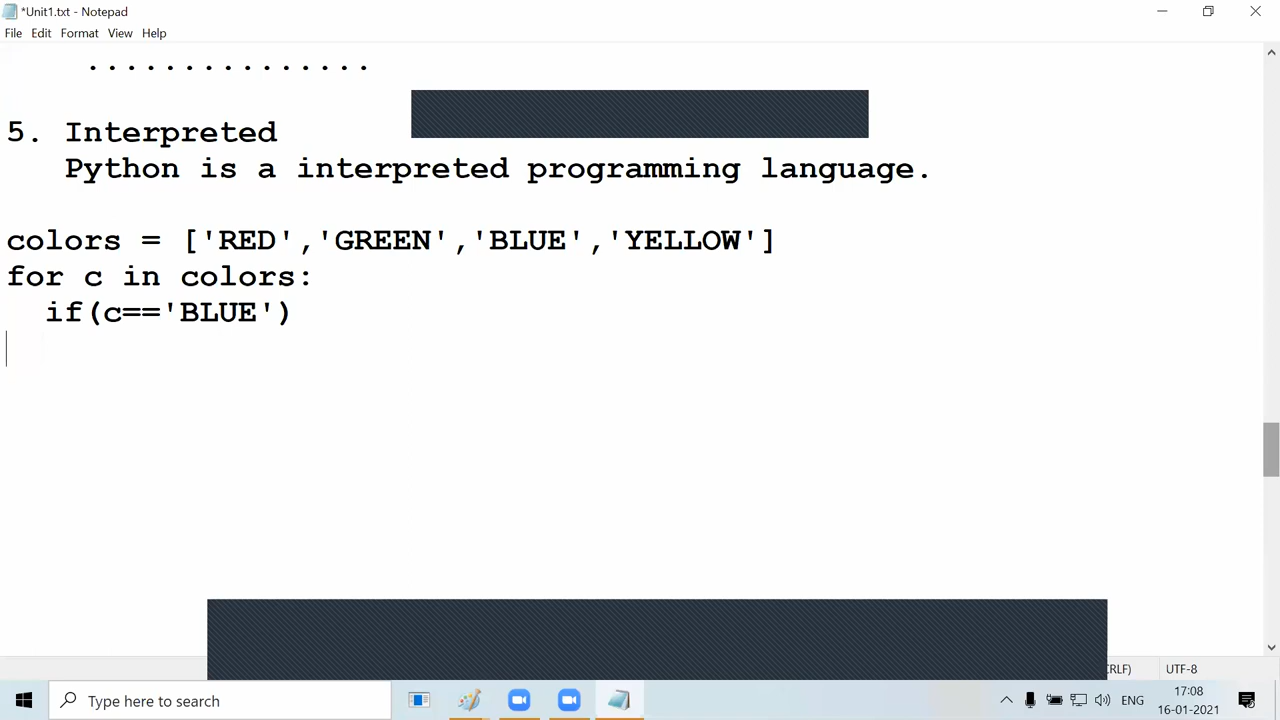 *Unit1.txt - Notepad
File Edit Format View Help
...............
5. Interpreted
Python is a interpreted programming language.
colors = ['RED','GREEN','BLUE','YELLOW']
for c in colors:
if(c=='BLUE')
CRLF) UTF-8
Type here to search
ENG
17:08
16-01-2021